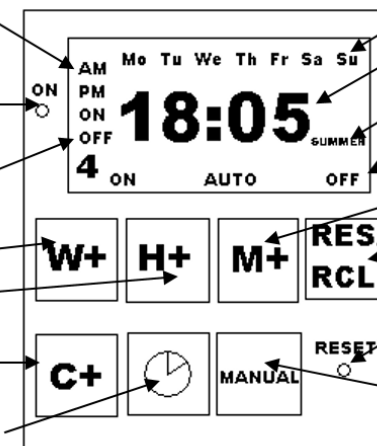 AM Mo Tu We Th Fr Sa Su
ON PM
ON 18:05
OFF SUMMER
4 ON AUTO OFF
W+ H+ M+ RES
RCL
RESET
C+ MANUAL